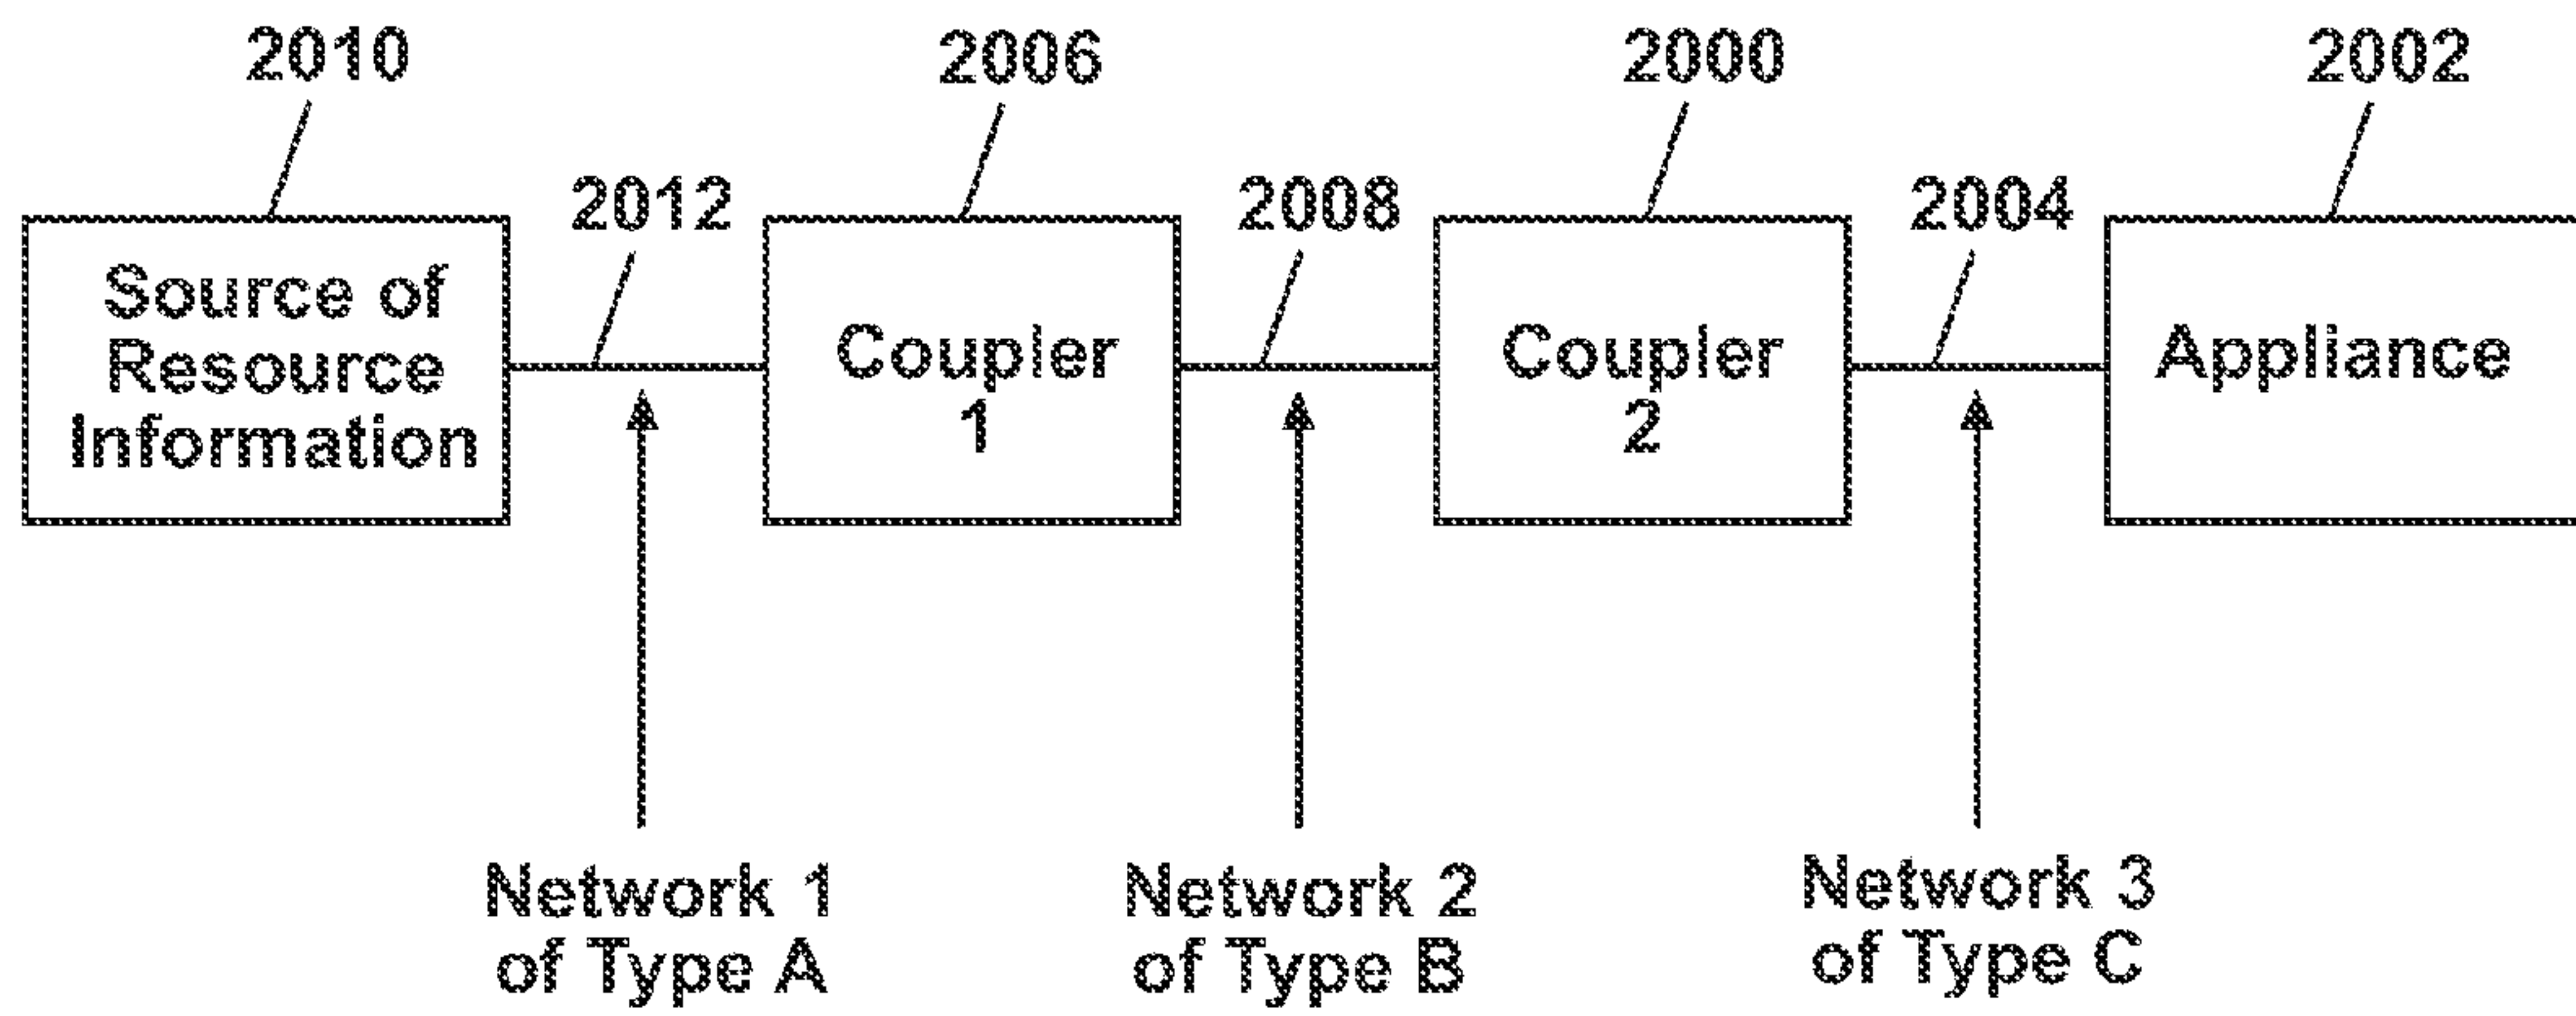 2010
2006
2000
2002
2012
2008
2004
Source of
Resource
Information
Coupler
1
Coupler
2
Appliance
Network 1
of Type A
Network 2
of Type B
Network 3
of Type C